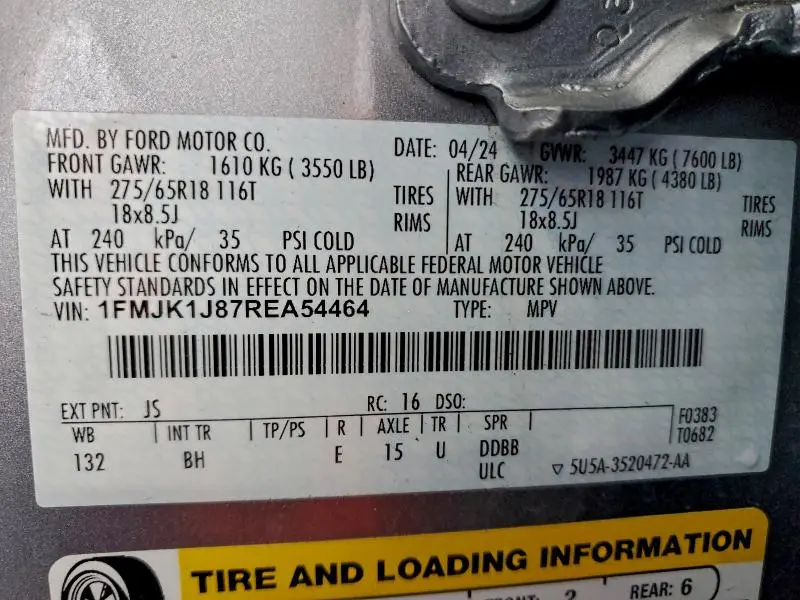 MFD. BY FORD MOTOR CO. DATE: 04/24 GVWR: 3447 KG ( 7600 LB)
FRONT GAWR: 1610 KG ( 3550 LB) REAR GAWR: 1987 KG ( 4380 LB)
WITH 275/65R18 116T TIRES WITH 275/65R18 116T TIRES
18x8.5J RIMS 18x8.5J RIMS
AT 240 kPa/ 35 PSI COLD AT 240 kPa/ 35 PSI COLD
THIS VEHICLE CONFORMS TO ALL APPLICABLE FEDERAL MOTOR VEHICLE
SAFETY STANDARDS IN EFFECT ON THE DATE OF MANUFACTURE SHOWN ABOVE.
VIN: 1FMJK1J87REA54464 TYPE: MPV
EXT PNT: JS RC: 16 DSO: F0383
WB INT TR TP/PS R AXLE TR SPR T0682
132 BH E 15 U DDBB
ULC 5U5A-3520472-AA
TIRE AND LOADING INFORMATION
FRONT: 2 REAR: 6